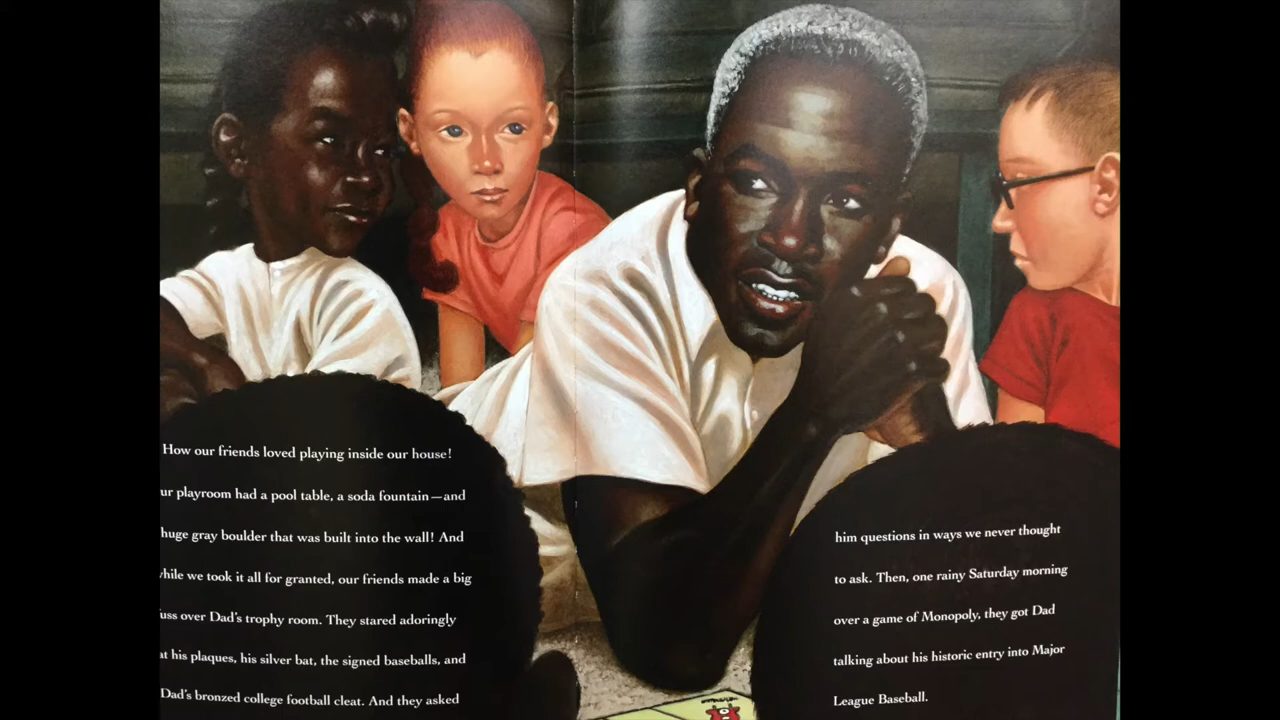 How our friends loved playing inside our house!
ur playroom had a pool table, a soda fountain—and
huge gray boulder that was built into the wall! And
while we took it all for granted, our friends made a big
uss over Dad's trophy room. They stared adoringly
at his plaques, his silver bat, the signed baseballs, and
Dad's bronzed college football cleat. And they asked
him questions in ways we never thought
to ask. Then, one rainy Saturday morning
over a game of Monopoly, they got Dad
talking about his historic entry into Major
League Baseball.